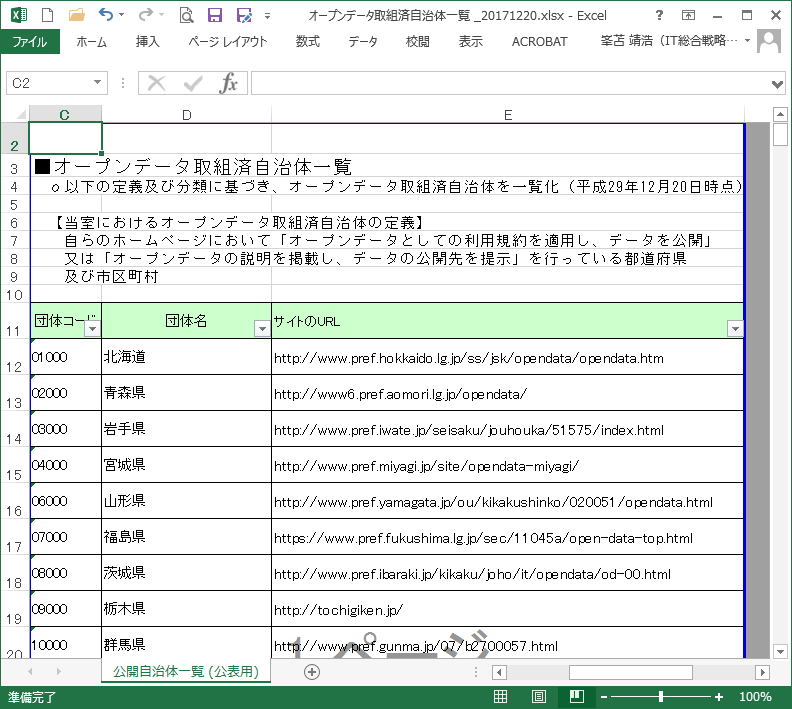 オープンデータ取組済自治体一覧 _20171220.xlsx - Excel
ファイル ホーム 挿入 ページ レイアウト 数式 データ 校閲 表示 ACROBAT 峯苫 靖浩（IT総合戦略…
C2 fx
C D E
2
3 ■オープンデータ取組済自治体一覧
4 ○以下の定義及び分類に基づき、オープンデータ取組済自治体を一覧化（平成29年12月20日時点）
5
6 【当室におけるオープンデータ取組済自治体の定義】
7 自らのホームページにおいて「オープンデータとしての利用規約を適用し、データを公開」
8 又は「オープンデータの説明を掲載し、データの公開先を提示」を行っている都道府県
9 及び市区町村
10
11 団体コード 団体名 サイトのURL
12 01000 北海道 http://www.pref.hokkaido.lg.jp/ss/jsk/opendata/opendata.htm
13 02000 青森県 http://www6.pref.aomori.lg.jp/opendata/
14 03000 岩手県 http://www.pref.iwate.jp/seisaku/jouhouka/51575/index.html
15 04000 宮城県 http://www.pref.miyagi.jp/site/opendata-miyagi/
16 06000 山形県 http://www.pref.yamagata.jp/ou/kikakushinko/020051/opendata.html
17 07000 福島県 https://www.pref.fukushima.lg.jp/sec/11045a/open-data-top.html
18 08000 茨城県 http://www.pref.ibaraki.jp/kikaku/joho/it/opendata/od-00.html
19 09000 栃木県 http://tochigiken.jp/
20 10000 群馬県 http://www.pref.gunma.jp/07/b2700057.html
1 ページ
公開自治体一覧 (公表用)
準備完了 100%